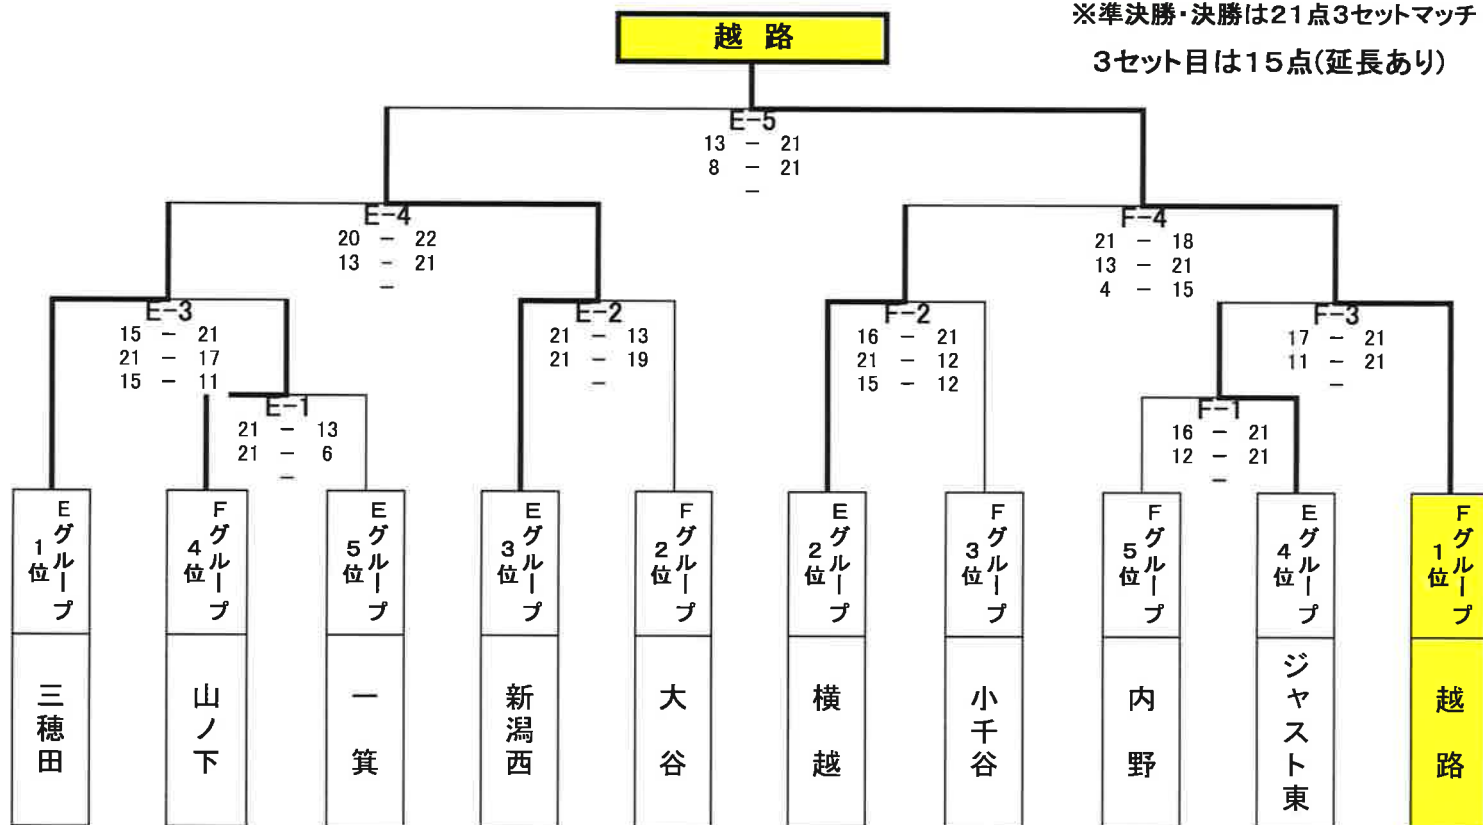 ※準決勝・決勝は21点3セットマッチ
越路
3セット目は15点(延長あり)
E-5
13 - 21
8 - 21
-
E-4
20 - 22
13 - 21
-
F-4
21 - 18
13 - 21
4 - 15
E-3
15 - 21
21 - 17
15 - 11
E-2
21 - 13
21 - 19
-
F-2
16 - 21
21 - 12
15 - 12
F-3
17 - 21
11 - 21
-
E-1
21 - 13
21 - 6
-
F-1
16 - 21
12 - 21
-
Eグループ
1位
Fグループ
4位
Eグループ
5位
Eグループ
3位
Fグループ
2位
Eグループ
2位
Fグループ
3位
Fグループ
5位
Eグループ
4位
Fグループ
1位
三穂田
山ノ下
一箕
新潟西
大谷
横越
小千谷
内野
ジャスト東
越路